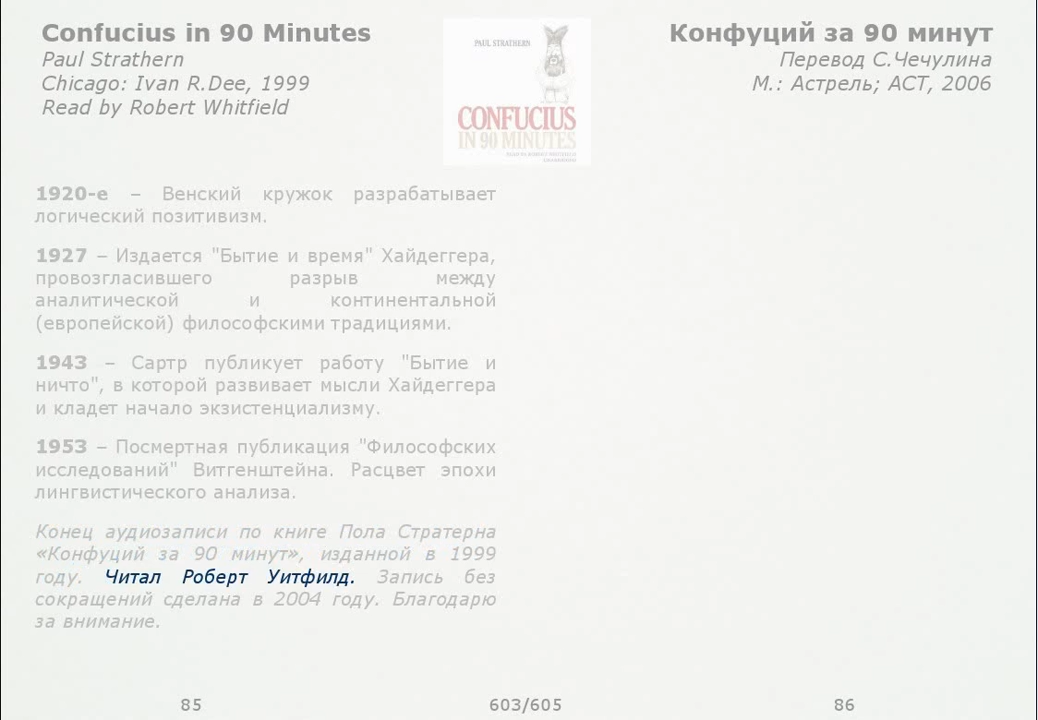 Confucius in 90 Minutes
Paul Strathern
Chicago: Ivan R.Dee, 1999
Read by Robert Whitfield
PAUL STRATHERN
CONFUCIUS
IN 90 MINUTES
Конфуций за 90 минут
Перевод С.Чечулина
М.: Астрель; АСТ, 2006
1920-е – Венский кружок разрабатывает
логический позитивизм.
1927 – Издается "Бытие и время" Хайдеггера,
провозгласившего разрыв между
аналитической и континентальной
(европейской) философскими традициями.
1943 – Сартр публикует работу "Бытие и
ничто", в которой развивает мысли Хайдеггера
и кладет начало экзистенциализму.
1953 – Посмертная публикация "Философских
исследований" Витгенштейна. Расцвет эпохи
лингвистического анализа.
Конец аудиозаписи по книге Пола Стратерна
«Конфуций за 90 минут», изданной в 1999
году. Читал Роберт Уитфилд. Запись без
сокращений сделана в 2004 году. Благодарю
за внимание.
85
603/605
86